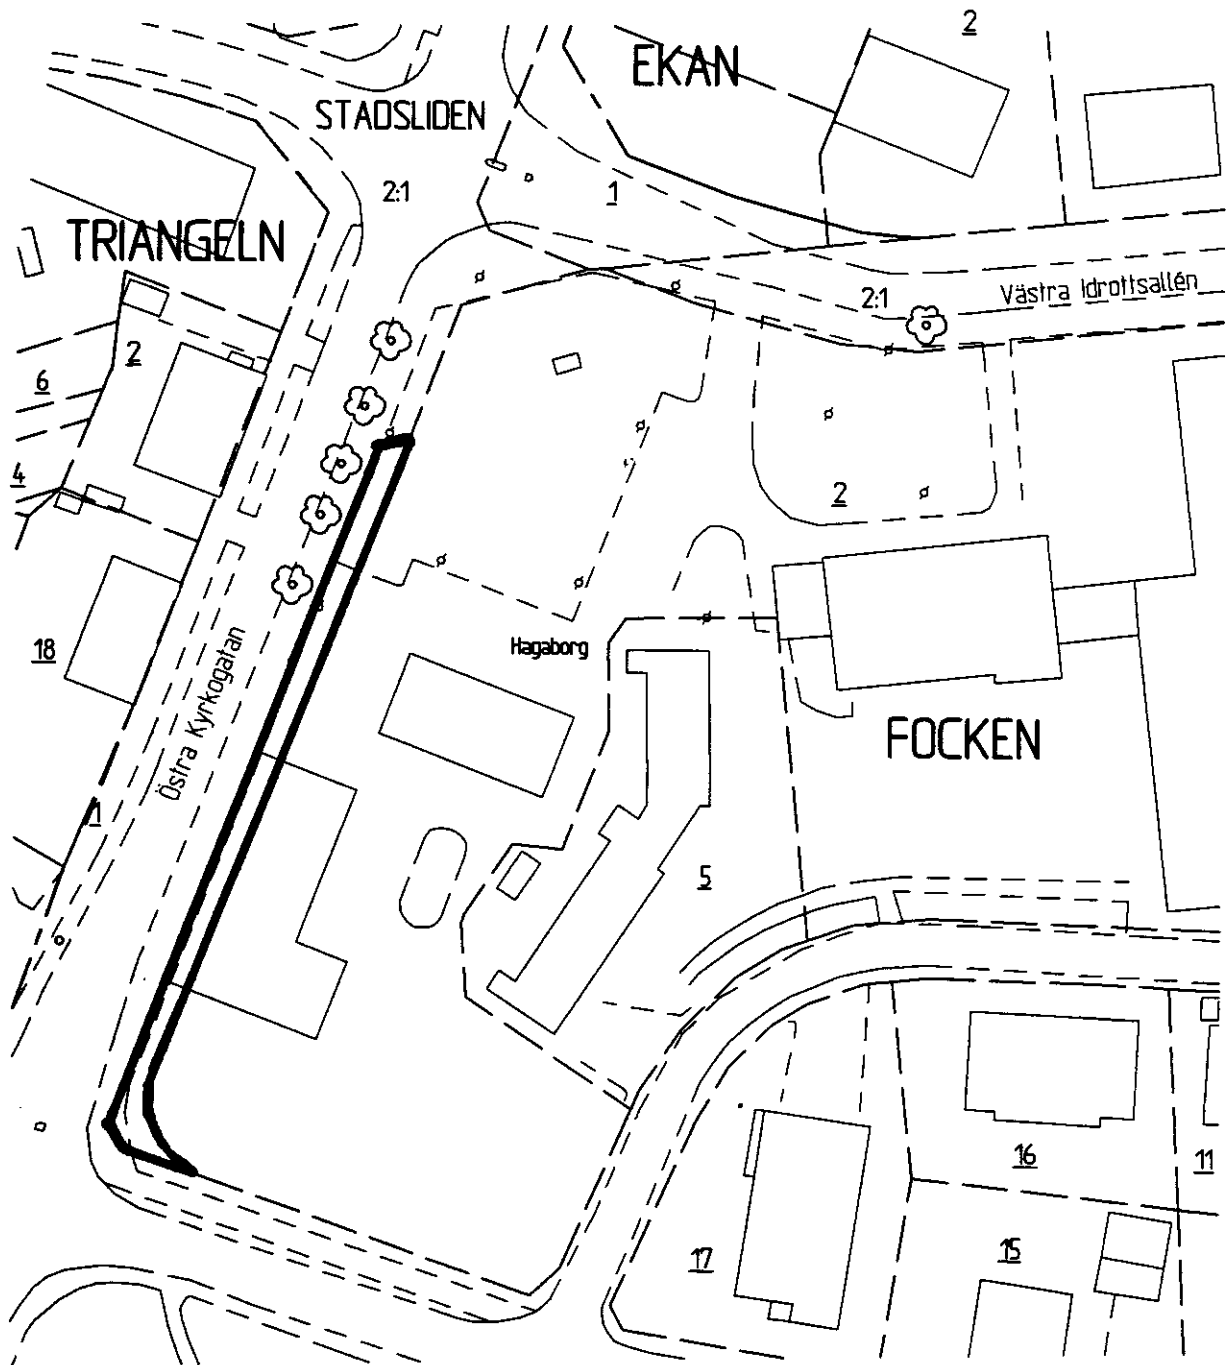 2
EKAN
STADSLIDEN
2:1
1
TRIANGELN
2:1
Västra Idrottsallén
2
6
4
2
18
Hagaborg
Östra Kyrkogatan
FOCKEN
1
5
16
11
17
15